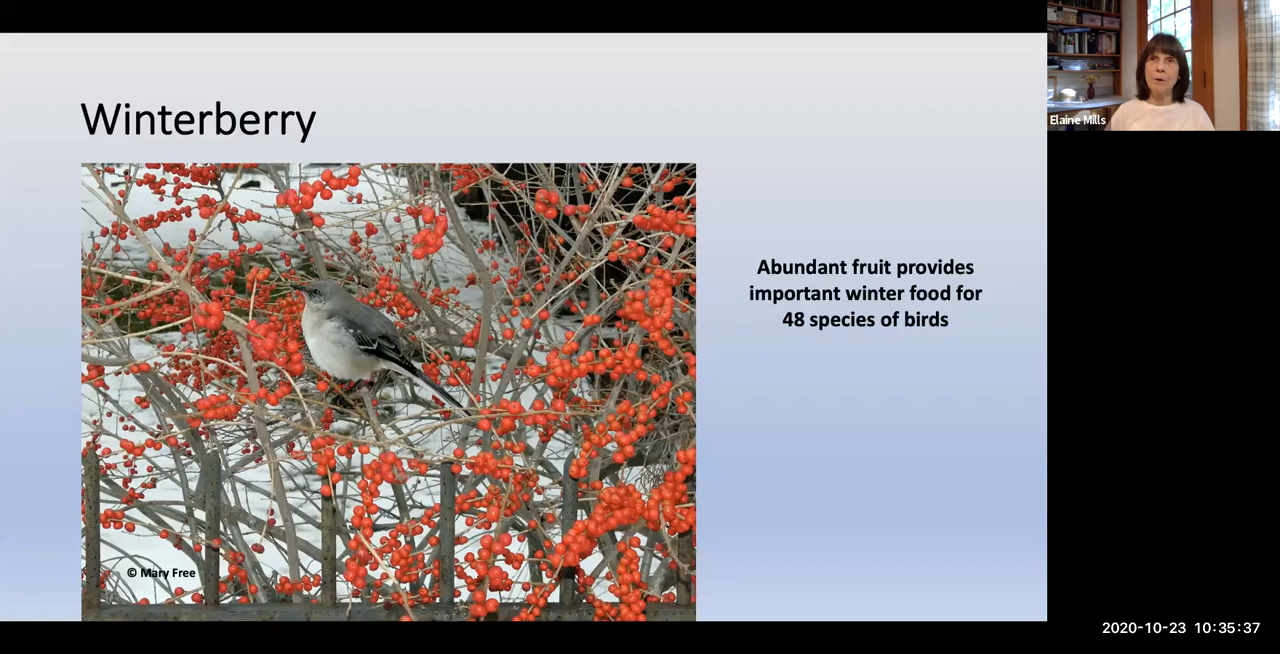 Winterberry
Abundant fruit provides
important winter food for
48 species of birds
© Mary Free
Elaine Mills
2020-10-23 10:35:37